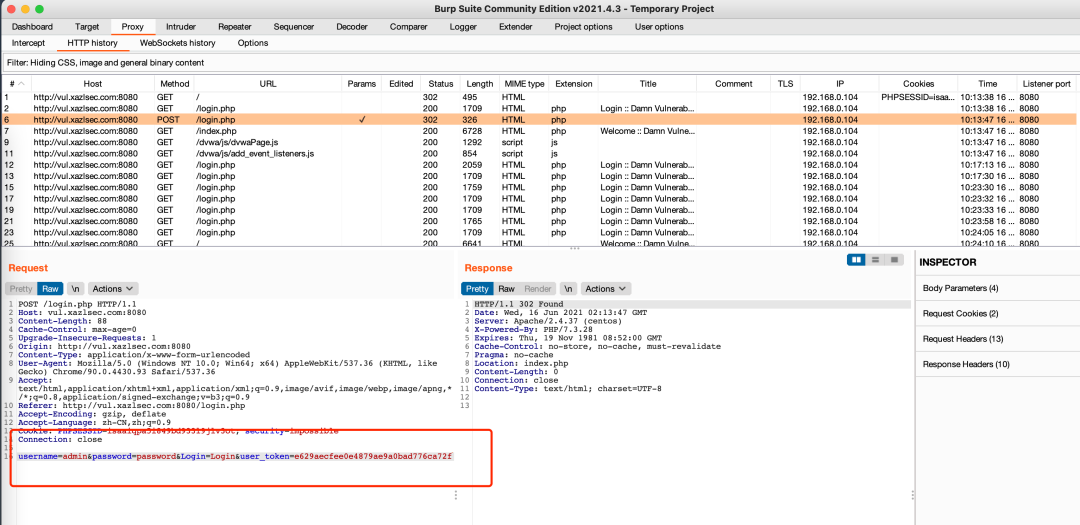 Burp Suite Community Edition v2021.4.3 - Temporary Project
Dashboard Target Proxy Intruder Repeater Sequencer Decoder Comparer Logger Extender Project options User options
Intercept HTTP history WebSockets history Options
Filter: Hiding CSS, image and general binary content
# Host Method URL Params Edited Status Length MIME type Extension Title Comment TLS IP Cookies Time Listener port
1 http://vul.xazlsec.com:8080 GET / 302 495 HTML 192.168.0.104 PHPSESSID=isaa... 10:13:38 16 ... 8080
2 http://vul.xazlsec.com:8080 GET /login.php 200 1709 HTML php Login :: Damn Vulnerab... 192.168.0.104 10:13:38 16 ... 8080
6 http://vul.xazlsec.com:8080 POST /login.php ✓ 302 326 HTML php 192.168.0.104 10:13:47 16 ... 8080
7 http://vul.xazlsec.com:8080 GET /index.php 200 6728 HTML php Welcome :: Damn Vulne... 192.168.0.104 10:13:47 16 ... 8080
9 http://vul.xazlsec.com:8080 GET /dvwa/js/dvwaPage.js 200 1292 script js 192.168.0.104 10:13:47 16 ... 8080
11 http://vul.xazlsec.com:8080 GET /dvwa/js/add_event_listeners.js 200 854 script js 192.168.0.104 10:13:47 16 ... 8080
12 http://vul.xazlsec.com:8080 GET /login.php 200 2059 HTML php Login :: Damn Vulnerab... 192.168.0.104 10:17:13 16 ... 8080
13 http://vul.xazlsec.com:8080 GET /login.php 200 1709 HTML php Login :: Damn Vulnerab... 192.168.0.104 10:17:30 16 ... 8080
15 http://vul.xazlsec.com:8080 GET /login.php 200 1759 HTML php Login :: Damn Vulnerab... 192.168.0.104 10:23:30 16 ... 8080
17 http://vul.xazlsec.com:8080 GET /login.php 200 1709 HTML php Login :: Damn Vulnerab... 192.168.0.104 10:23:32 16 ... 8080
19 http://vul.xazlsec.com:8080 GET /login.php 200 1709 HTML php Login :: Damn Vulnerab... 192.168.0.104 10:23:33 16 ... 8080
21 http://vul.xazlsec.com:8080 GET /login.php 200 1765 HTML php Login :: Damn Vulnerab... 192.168.0.104 10:23:58 16 ... 8080
23 http://vul.xazlsec.com:8080 GET /login.php 200 1709 HTML php Login :: Damn Vulnerab... 192.168.0.104 10:24:05 16 ... 8080
25 http://vul.xazlsec.com:8080 GET / 200 6641 HTML Welcome :: Damn Vulne... 192.168.0.104 10:24:10 16 ... 8080
Request
Pretty Raw \n Actions
1 POST /login.php HTTP/1.1
2 Host: vul.xazlsec.com:8080
3 Content-Length: 88
4 Cache-Control: max-age=0
5 Upgrade-Insecure-Requests: 1
6 Origin: http://vul.xazlsec.com:8080
7 Content-Type: application/x-www-form-urlencoded
8 User-Agent: Mozilla/5.0 (Windows NT 10.0; Win64; x64) AppleWebKit/537.36 (KHTML, like
Gecko) Chrome/90.0.4430.93 Safari/537.36
9 Accept:
text/html,application/xhtml+xml,application/xml;q=0.9,image/avif,image/webp,image/apng,*
/*;q=0.8,application/signed-exchange;v=b3;q=0.9
10 Referer: http://vul.xazlsec.com:8080/login.php
11 Accept-Encoding: gzip, deflate
12 Accept-Language: zh-CN,zh;q=0.9
13 Cookie: security=impossible
14 Connection: close
15
username=admin&password=password&Login=Login&user_token=e629aecfee0e4879ae9a0bad776ca72f
Response
Pretty Raw Render \n Actions
1 HTTP/1.1 302 Found
2 Date: Wed, 16 Jun 2021 02:13:47 GMT
3 Server: Apache/2.4.37 (centos)
4 X-Powered-By: PHP/7.3.28
5 Expires: Thu, 19 Nov 1981 08:52:00 GMT
6 Cache-Control: no-store, no-cache, must-revalidate
7 Pragma: no-cache
8 Location: index.php
9 Content-Length: 0
10 Connection: close
11 Content-Type: text/html; charset=UTF-8
12
13
INSPECTOR
Body Parameters (4)
Request Cookies (2)
Request Headers (13)
Response Headers (10)